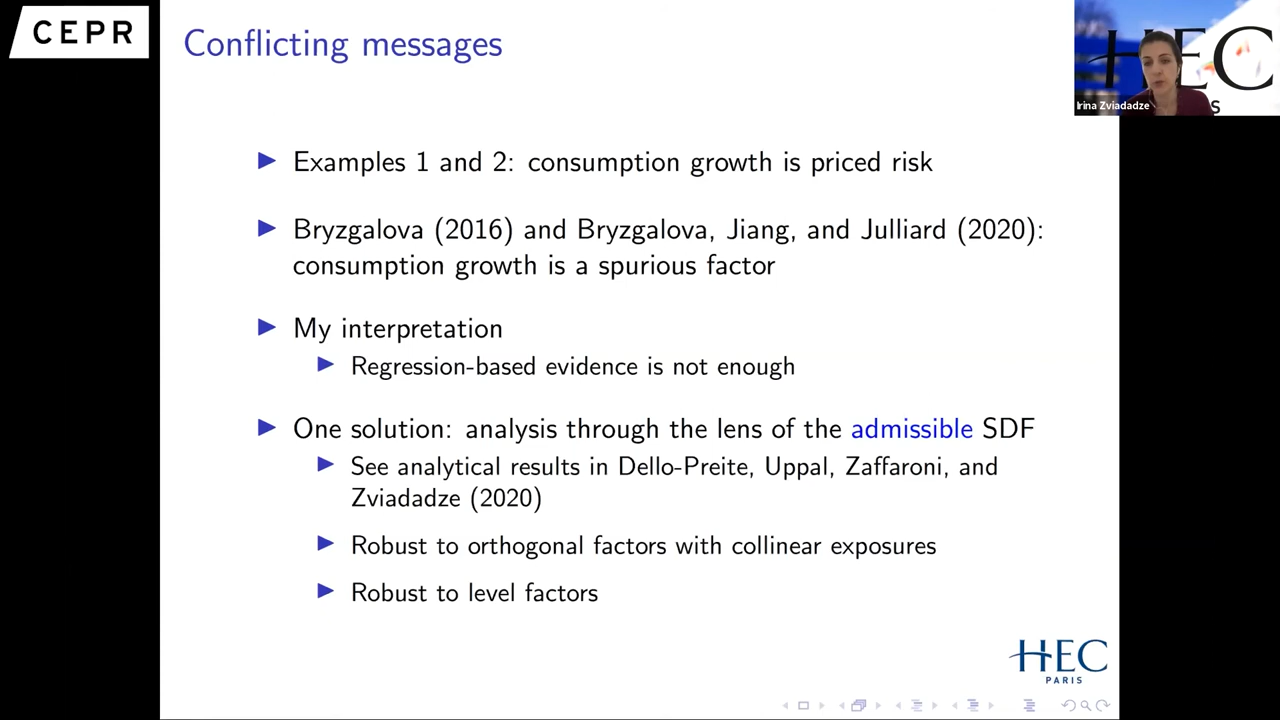 CEPR
Conflicting messages
HEC
S
Irina Zviadadze
Examples 1 and 2: consumption growth is priced risk
Bryzgalova (2016) and Bryzgalova, Jiang, and Julliard (2020):
consumption growth is a spurious factor
My interpretation
Regression-based evidence is not enough
One solution: analysis through the lens of the admissible SDF
See analytical results in Dello-Preite, Uppal, Zaffaroni, and
Zviadadze (2020)
Robust to orthogonal factors with collinear exposures
Robust to level factors
HEC
PARIS